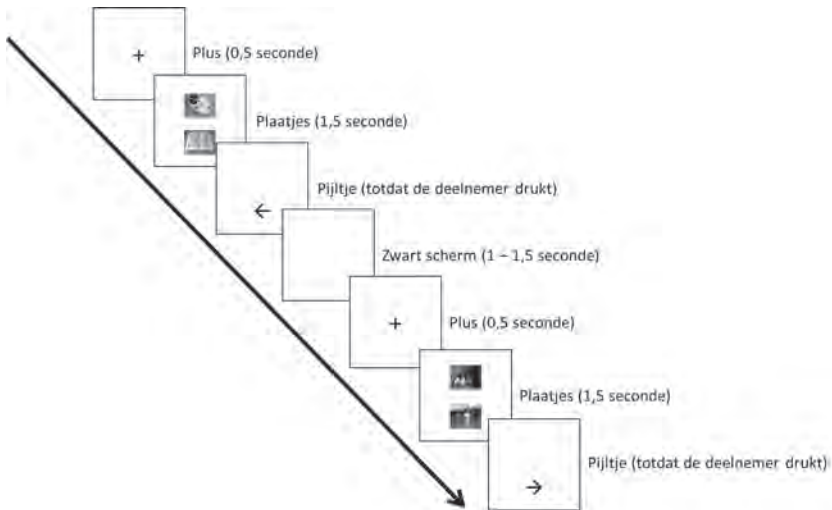 Plus (0,5 seconde)
Plaatjes (1,5 seconde)
Pijltje (totdat de deelnemer drukt)
Zwart scherm (1 – 1,5 seconde)
Plus (0,5 seconde)
Plaatjes (1,5 seconde)
Pijltje (totdat de deelnemer drukt)